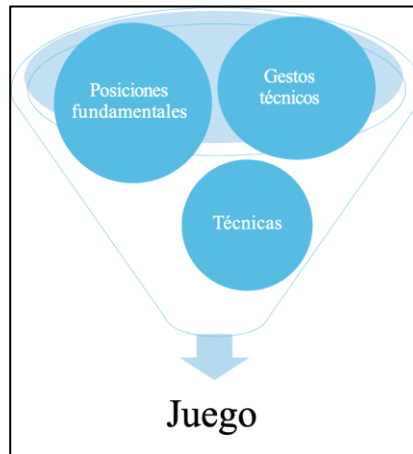 Posiciones
fundamentales
Gestos
técnicos
Técnicas
Juego